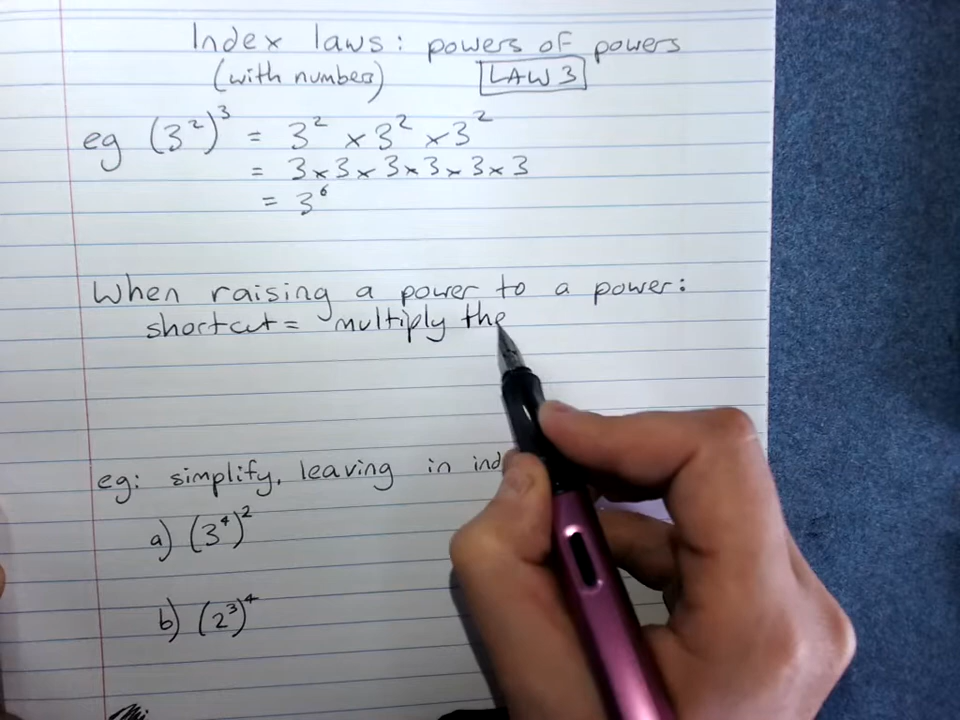 Index laws: powers of powers
(with number) LAW 3
eg (3²)³ = 3² × 3² × 3²
= 3×3×3×3×3×3
= 3⁶
When raising a power to a power:
shortcut = multiply the
eg: simplify, leaving in ind
a) (3⁴)²
b) (2³)⁴